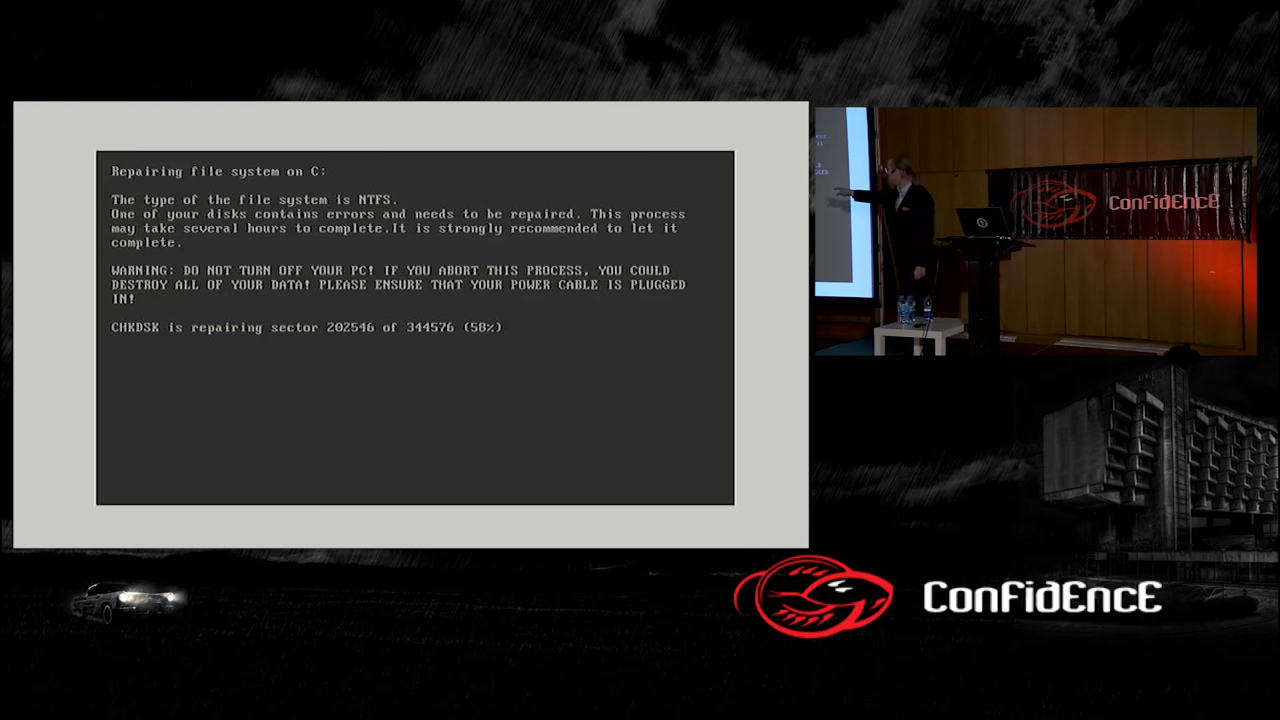 Repairing file system on C:
The type of the file system is NTFS.
One of your disks contains errors and needs to be repaired. This process
may take several hours to complete.It is strongly recommended to let it
complete.
WARNING: DO NOT TURN OFF YOUR PC! IF YOU ABORT THIS PROCESS, YOU COULD
DESTROY ALL OF YOUR DATA! PLEASE ENSURE THAT YOUR POWER CABLE IS PLUGGED
IN!
CHKDSK is repairing sector 202546 of 344576 (58%)
ConFidEncE
ConFidEncE